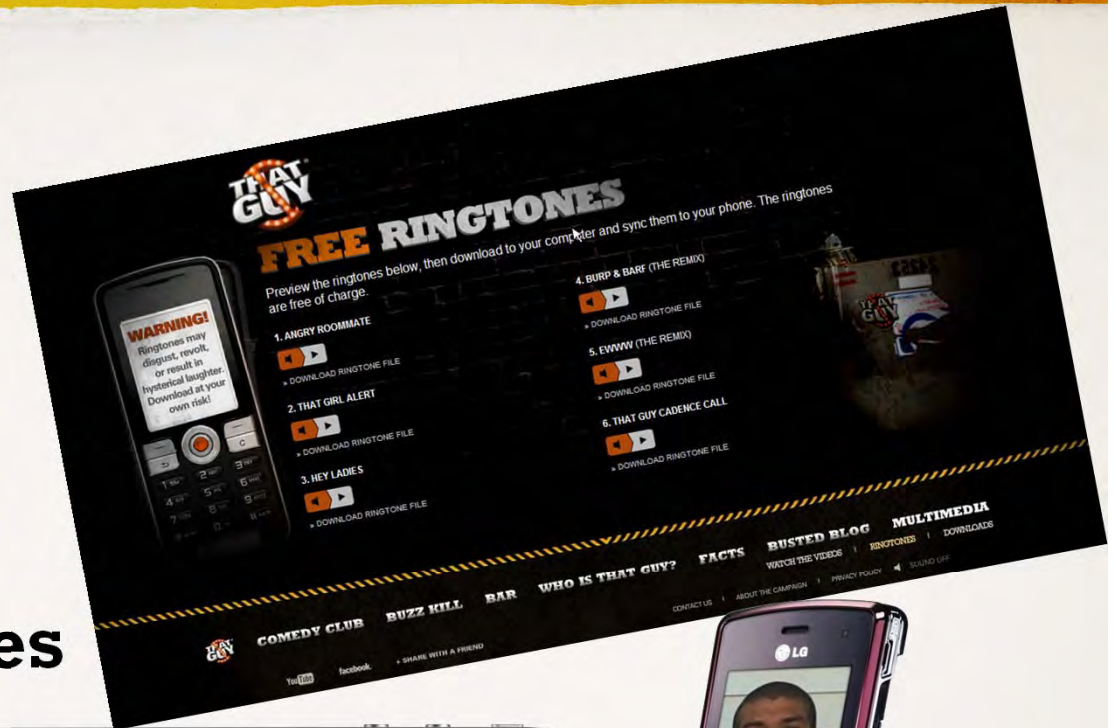 THAT
GUY
FREE RINGTONES
Preview the ringtones below, then download to your computer and sync them to your phone. The ringtones
are free of charge.
WARNING!
Ringtones may
disgust, revolt,
or result in
hysterical laughter.
Download at your
own risk!
1. ANGRY ROOMMATE
» DOWNLOAD RINGTONE FILE
2. THAT GIRL ALERT
» DOWNLOAD RINGTONE FILE
3. HEY LADIES
» DOWNLOAD RINGTONE FILE
4. BURP & BARF (THE REMIX)
» DOWNLOAD RINGTONE FILE
5. EWWW (THE REMIX)
» DOWNLOAD RINGTONE FILE
6. THAT GUY CADENCE CALL
» DOWNLOAD RINGTONE FILE
THAT
GUY
COMEDY CLUB BUZZ KILL BAR WHO IS THAT GUY? FACTS BUSTED BLOG MULTIMEDIA
WATCH THE VIDEOS | RINGTONES | DOWNLOADS
CONTACT US | ABOUT THE CAMPAIGN | PRIVACY POLICY SOUND OFF
THAT
GUY
YouTube facebook. + SHARE WITH A FRIEND
es
LG